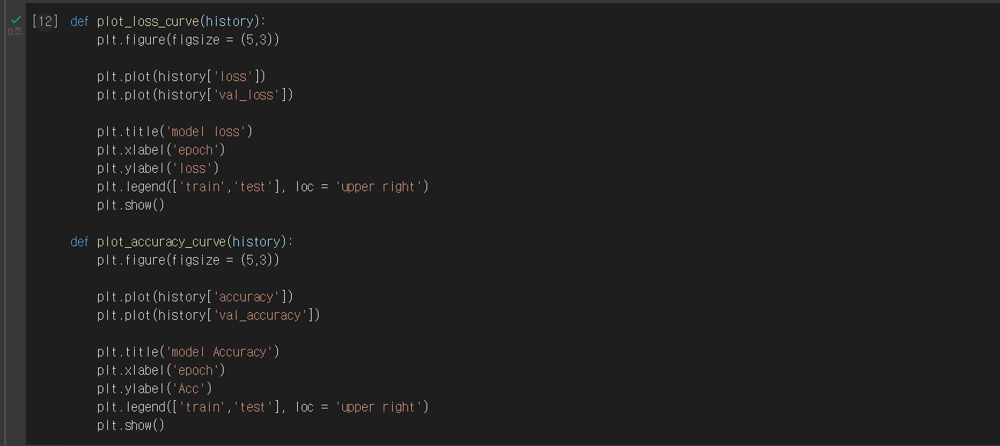 [12] def plot_loss_curve(history):
0초
    plt.figure(figsize = (5,3))

    plt.plot(history['loss'])
    plt.plot(history['val_loss'])

    plt.title('model loss')
    plt.xlabel('epoch')
    plt.ylabel('loss')
    plt.legend(['train','test'], loc = 'upper right')
    plt.show()

def plot_accuracy_curve(history):
    plt.figure(figsize = (5,3))

    plt.plot(history['accuracy'])
    plt.plot(history['val_accuracy'])

    plt.title('model Accuracy')
    plt.xlabel('epoch')
    plt.ylabel('Acc')
    plt.legend(['train','test'], loc = 'upper right')
    plt.show()